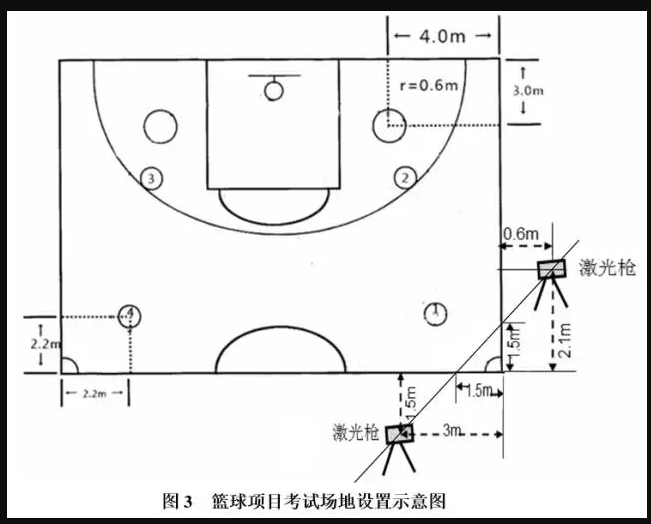 4.0m
r=0.6m
3.0m
3
2
0.6m
激光枪
4
1
2.2m
1.5m
2.1m
2.2m
1.5m
1.5m
激光枪
3m
图 3 篮球项目考试场地设置示意图